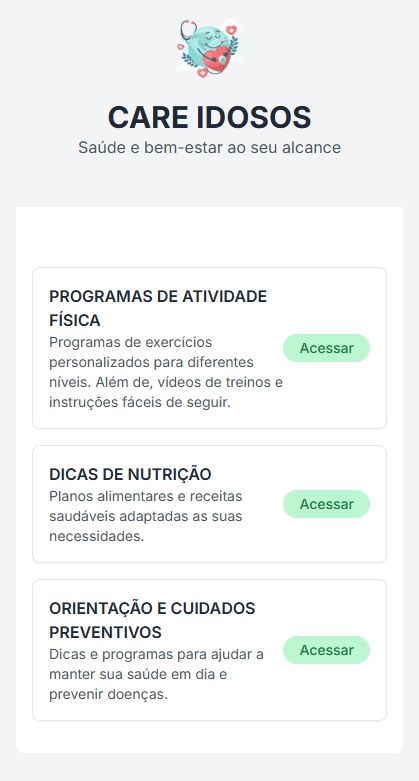 CARE IDOSOS
Saúde e bem-estar ao seu alcance
PROGRAMAS DE ATIVIDADE
FÍSICA
Programas de exercícios
personalizados para diferentes
níveis. Além de, vídeos de treinos e
instruções fáceis de seguir.
Acessar
DICAS DE NUTRIÇÃO
Planos alimentares e receitas
saudáveis adaptadas as suas
necessidades.
Acessar
ORIENTAÇÃO E CUIDADOS
PREVENTIVOS
Dicas e programas para ajudar a
manter sua saúde em dia e
prevenir doenças.
Acessar